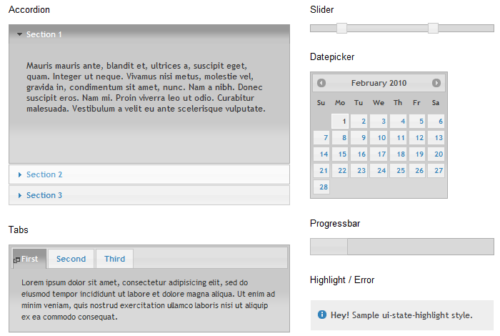 Accordion
Section 1
Mauris mauris ante, blandit et, ultrices a, suscipit eget,
quam. Integer ut neque. Vivamus nisi metus, molestie vel,
gravida in, condimentum sit amet, nunc. Nam a nibh. Donec
suscipit eros. Nam mi. Proin viverra leo ut odio. Curabitur
malesuada. Vestibulum a velit eu ante scelerisque vulputate.
Section 2
Section 3
Tabs
First Second Third
Lorem ipsum dolor sit amet, consectetur adipisicing elit, sed do
eiusmod tempor incididunt ut labore et dolore magna aliqua. Ut enim ad
minim veniam, quis nostrud exercitation ullamco laboris nisi ut aliquip
ex ea commodo consequat.
Slider
Datepicker
February 2010
Su Mo Tu We Th Fr Sa
1 2 3 4 5 6
7 8 9 10 11 12 13
14 15 16 17 18 19 20
21 22 23 24 25 26 27
28
Progressbar
Highlight / Error
Hey! Sample ui-state-highlight style.